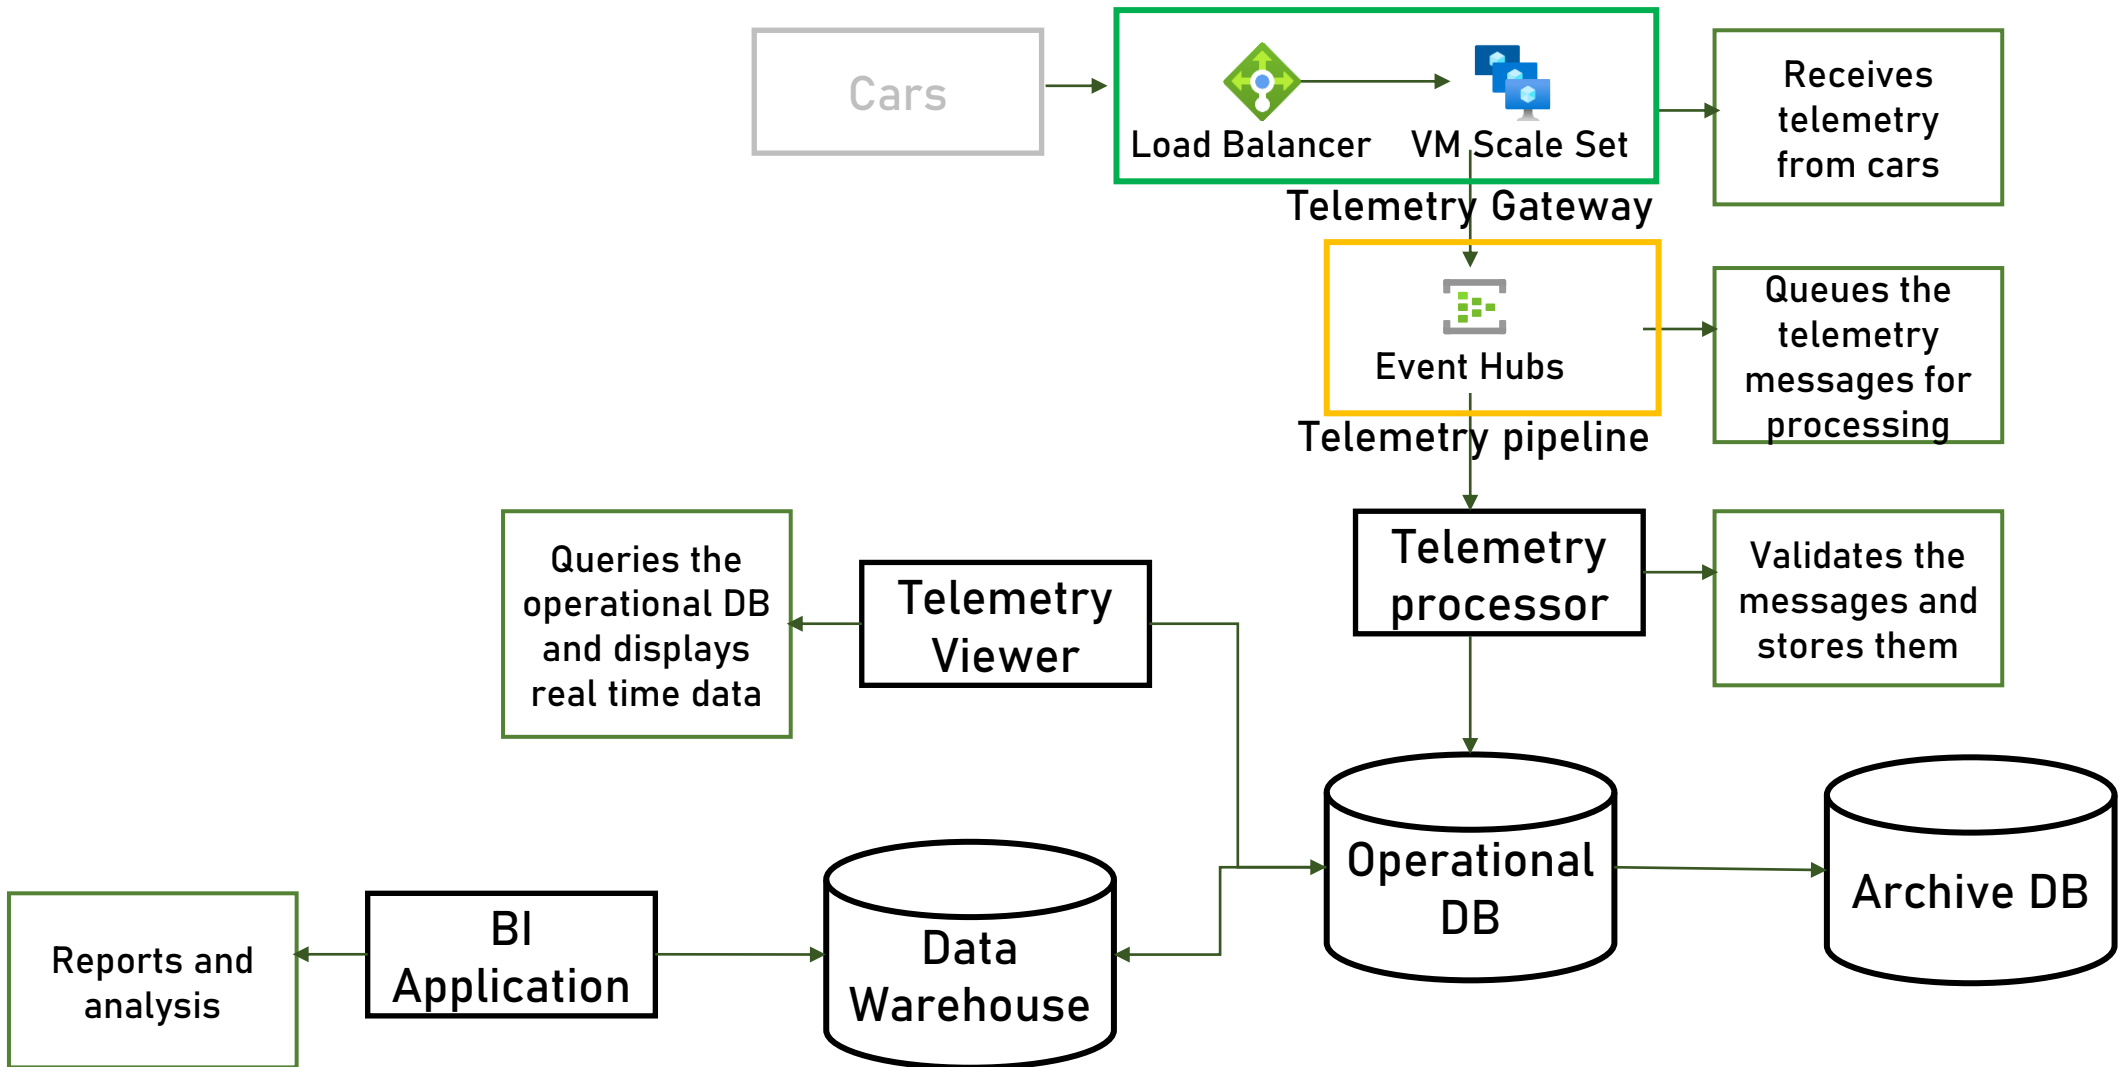 Cars
Load Balancer
VM Scale Set
Telemetry Gateway
Receives
telemetry
from cars
Event Hubs
Telemetry pipeline
Queues the
telemetry
messages for
processing
Queries the
operational DB
and displays
real time data
Telemetry
Viewer
Telemetry
processor
Validates the
messages and
stores them
Reports and
analysis
BI
Application
Data
Warehouse
Operational
DB
Archive DB